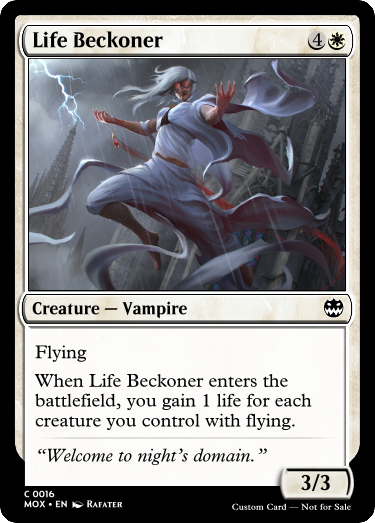 Life Beckoner 4
Creature — Vampire
Flying
When Life Beckoner enters the
battlefield, you gain 1 life for each
creature you control with flying.
“Welcome to night’s domain.”
3/3
C 0016
MOX • EN Rafater
Custom Card — Not for Sale